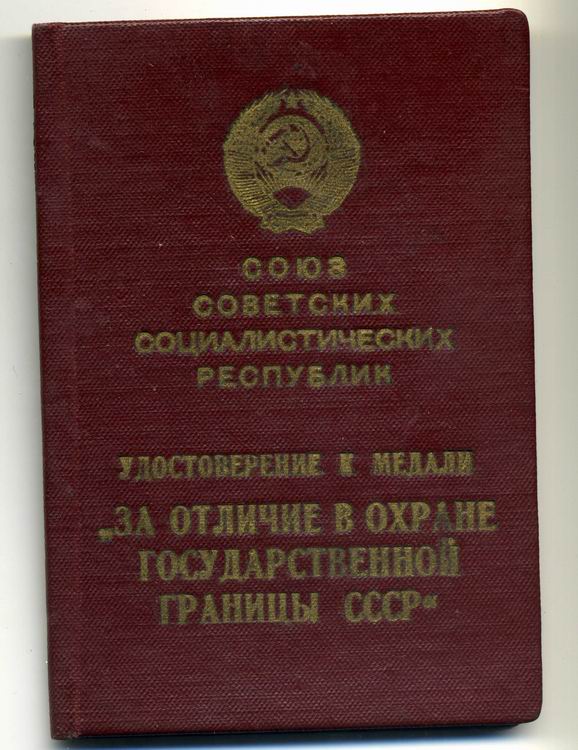 СОЮЗ
СОВЕТСКИХ
СОЦИАЛИСТИЧЕСКИХ
РЕСПУБЛИК
УДОСТОВЕРЕНИЕ К МЕДАЛИ
„ЗА ОТЛИЧИЕ В ОХРАНЕ
ГОСУДАРСТВЕННОЙ
ГРАНИЦЫ СССР“